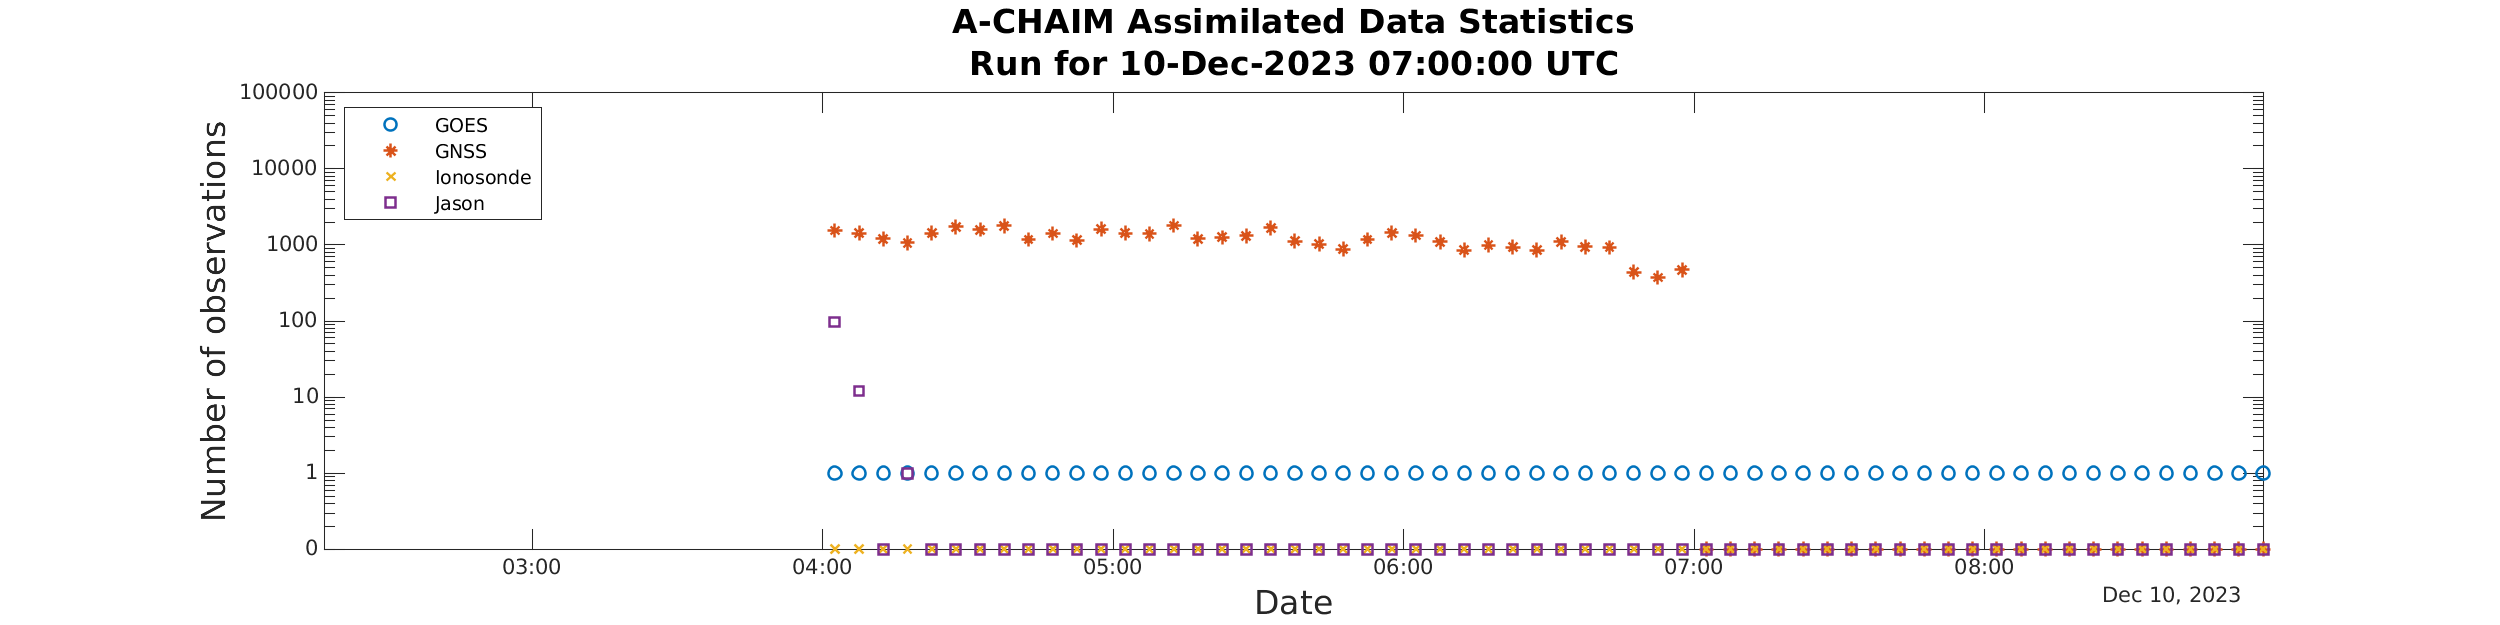 A-CHAIM Assimilated Data Statistics
Run for 10-Dec-2023 07:00:00 UTC
Number of observations
100000
10000
1000
100
10
1
0
GOES
GNSS
Ionosonde
Jason
03:00 04:00 05:00 06:00 07:00 08:00
Dec 10, 2023
Date